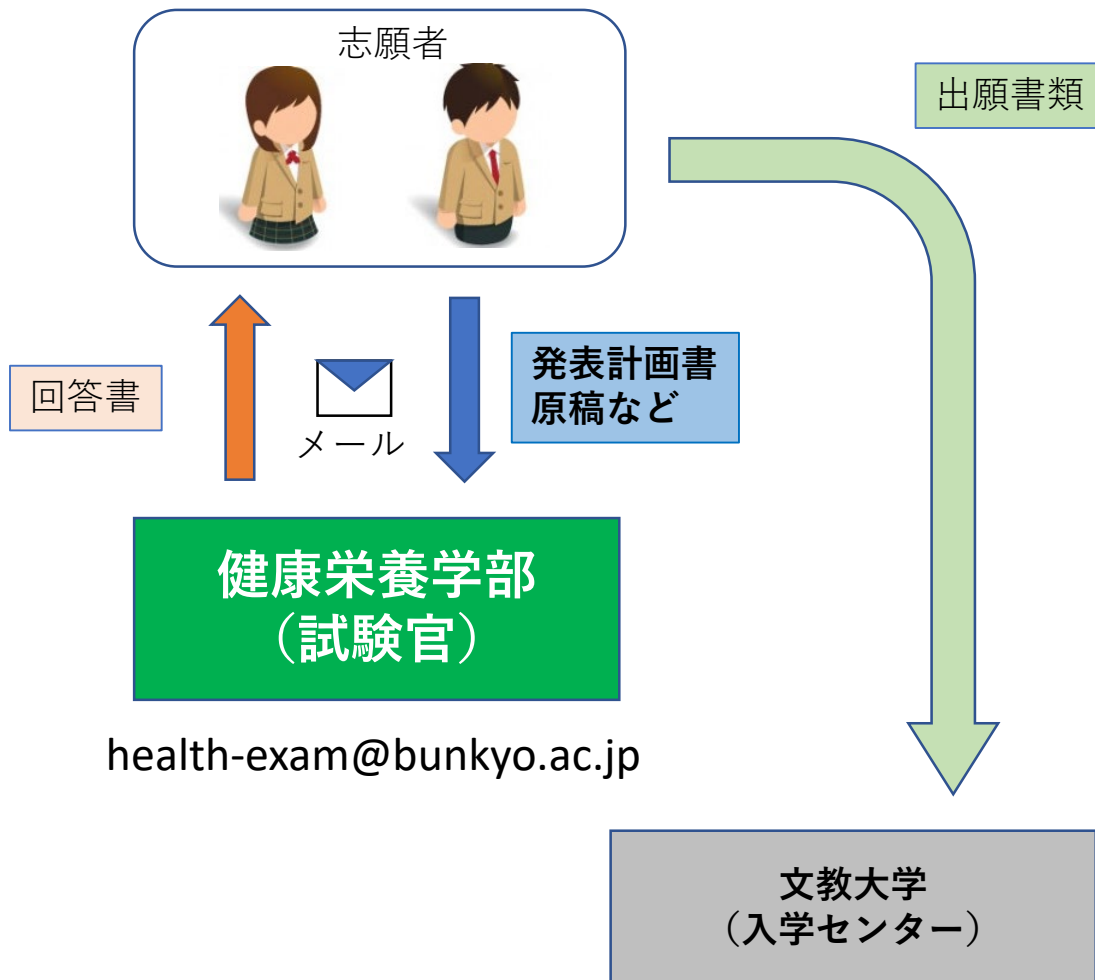 志願者
出願書類
回答書
メール
発表計画書
原稿など
健康栄養学部
（試験官）
health-exam@bunkyo.ac.jp
文教大学
（入学センター）